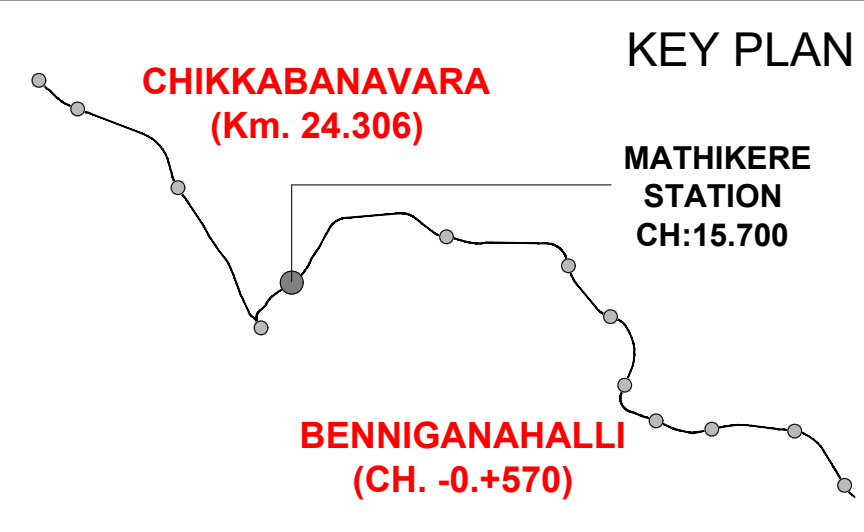 KEY PLAN
CHIKKABANAVARA
(Km. 24.306)
MATHIKERE
STATION
CH:15.700
BENNIGANAHALLI
(CH. -0.+570)